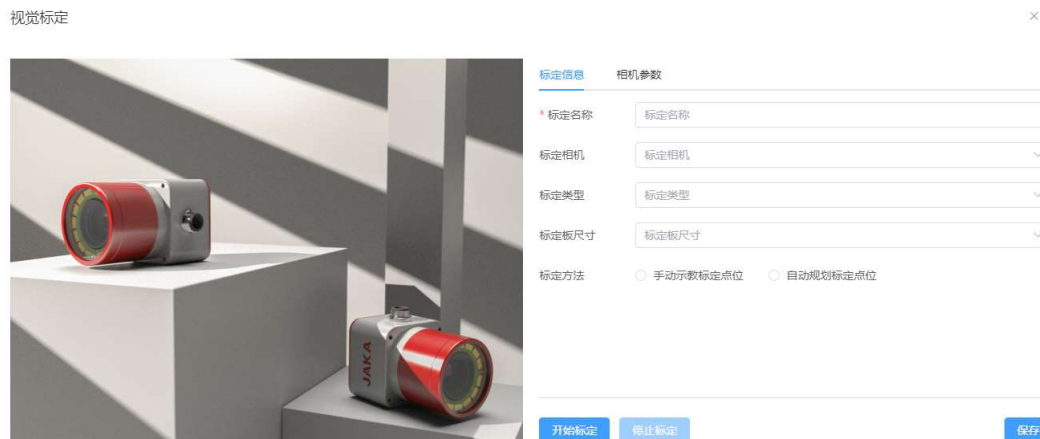 视觉标定
×
标定信息 相机参数
* 标定名称 标定名称
标定相机 标定相机
标定类型 标定类型
标定板尺寸 标定板尺寸
标定方法 手动示教标定点位 自动规划标定点位
JAKA
开始标定 停止标定 保存